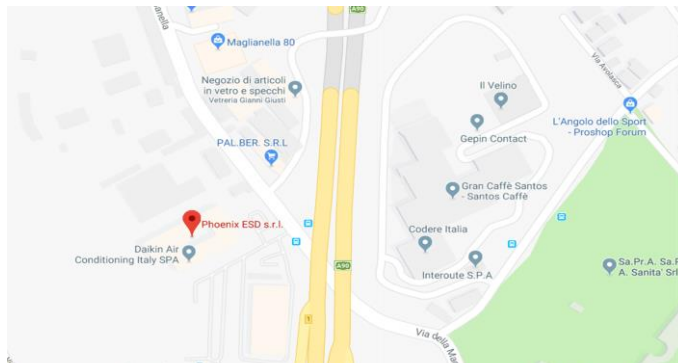 Maglianella 80
Negozio di articoli
in vetro e specchi
Vetreria Gianni Giusti
PAL.BER. S.R.L
Phoenix ESD s.r.l.
Daikin Air
Conditioning Italy SPA
A90
A90
1
Il Velino
Gepin Contact
Gran Caffè Santos
- Santos Caffè
Codere Italia
Interoute S.P.A
Via Avolasca
L'Angolo dello Sport
- Proshop Forum
Sa.Pr.A. Sa.
A. Sanita' Srl
Via della